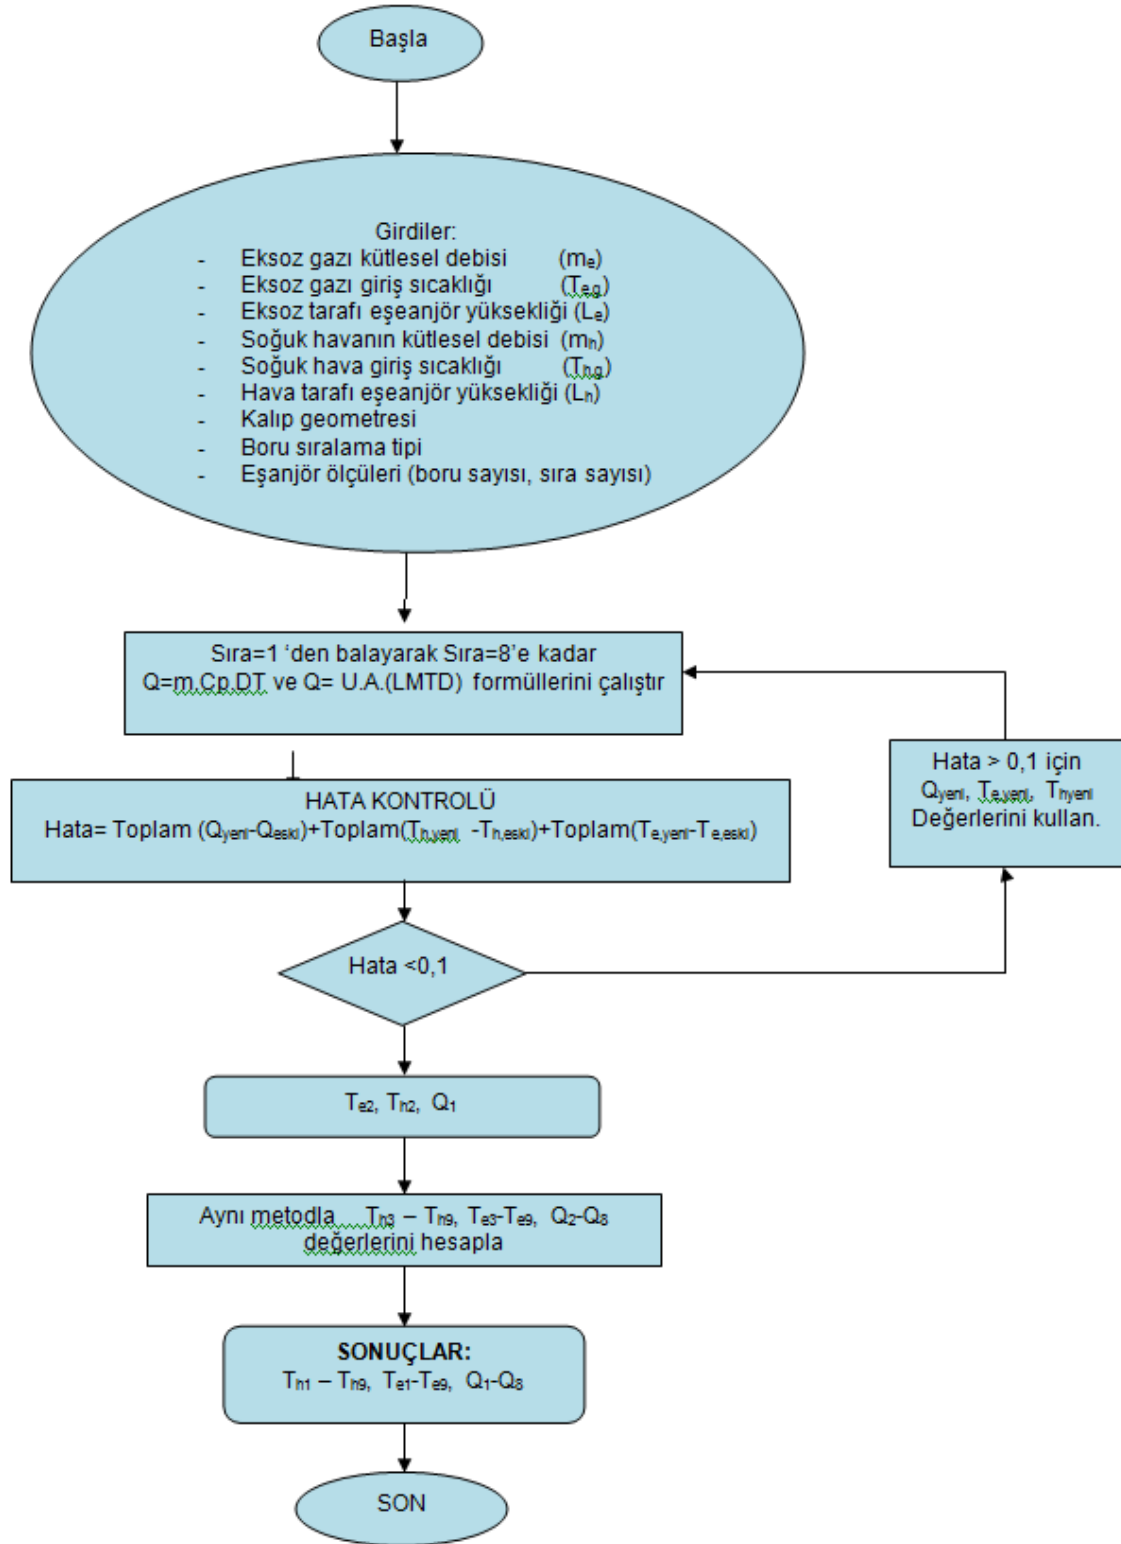 Başla
Girdiler:
- Eksoz gazı kütlesel debisi (mₑ)
- Eksoz gazı giriş sıcaklığı (Te,g)
- Eksoz tarafı eşeanjör yüksekliği (Lₑ)
- Soğuk havanın kütlesel debisi (mₕ)
- Soğuk hava giriş sıcaklığı (Th,g)
- Hava tarafı eşeanjör yüksekliği (Lₕ)
- Kalıp geometresi
- Boru sıralama tipi
- Eşanjör ölçüleri (boru sayısı, sıra sayısı)
Sıra=1 ‘den balayarak Sıra=8’e kadar
Q=m.Cp.DT ve Q= U.A.(LMTD) formüllerini çalıştır
Hata > 0,1 için
Qyeni, Te,yeni, Thyeni
Değerlerini kullan.
HATA KONTROLÜ
Hata= Toplam (Qyeni-Qeski)+Toplam(Th,yeni -Th,eski)+Toplam(Te,yeni-Te,eski)
Hata <0,1
Te2, Th2, Q1
Aynı metodla Th3 – Th9, Te3-Te9, Q2-Q8
değerlerini hesapla
SONUÇLAR:
Th1 – Th9, Te1-Te9, Q1-Q8
SON